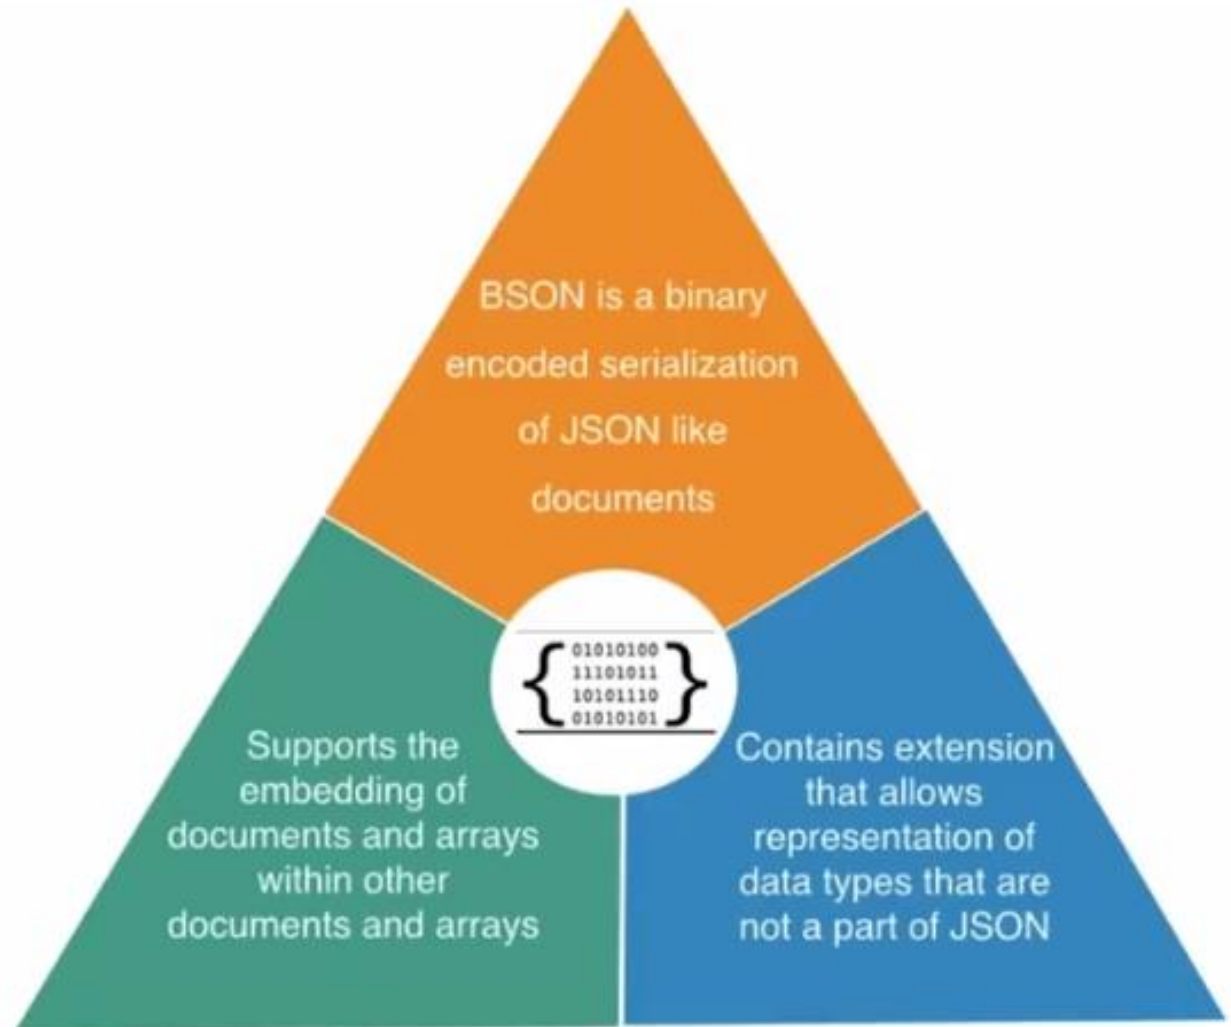 BSON is a binary
encoded serialization
of JSON like
documents
{
01010100
11101011
10101110
01010101
}
Supports the
embedding of
documents and arrays
within other
documents and arrays
Contains extension
that allows
representation of
data types that are
not a part of JSON